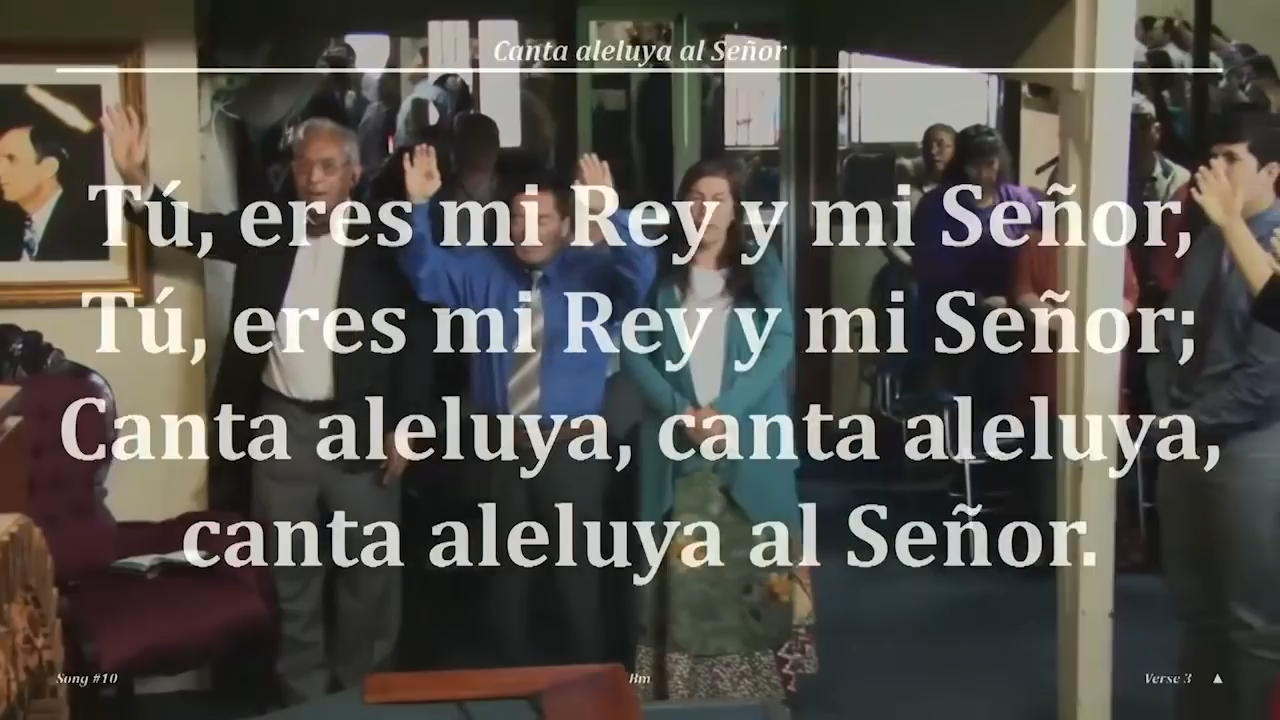 Canta aleluya al Señor
Tú, eres mi Rey y mi Señor,
Tú, eres mi Rey y mi Señor;
Canta aleluya, canta aleluya,
canta aleluya al Señor.
Song #10
Bm
Verse 3 ▲